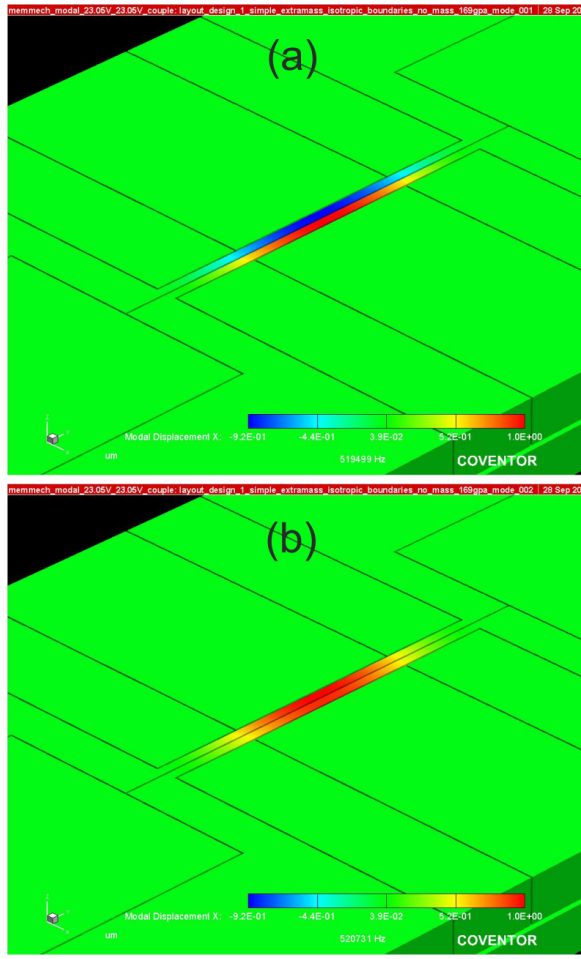 memmech_modal_23.05V_23.05V_couple: layout_design_1_simple_extramass_isotropic_boundaries_no_mass_169gpa_mode_001 | 28 Sep 20
(a)
Modal Displacement X: -9.2E-01 -4.4E-01 3.9E-02 5.2E-01 1.0E+00
um 519499 Hz COVENTOR
memmech_modal_23.05V_23.05V_couple: layout_design_1_simple_extramass_isotropic_boundaries_no_mass_169gpa_mode_002 | 28 Sep 20
(b)
Modal Displacement X: -9.2E-01 -4.4E-01 3.9E-02 5.2E-01 1.0E+00
um 520731 Hz COVENTOR